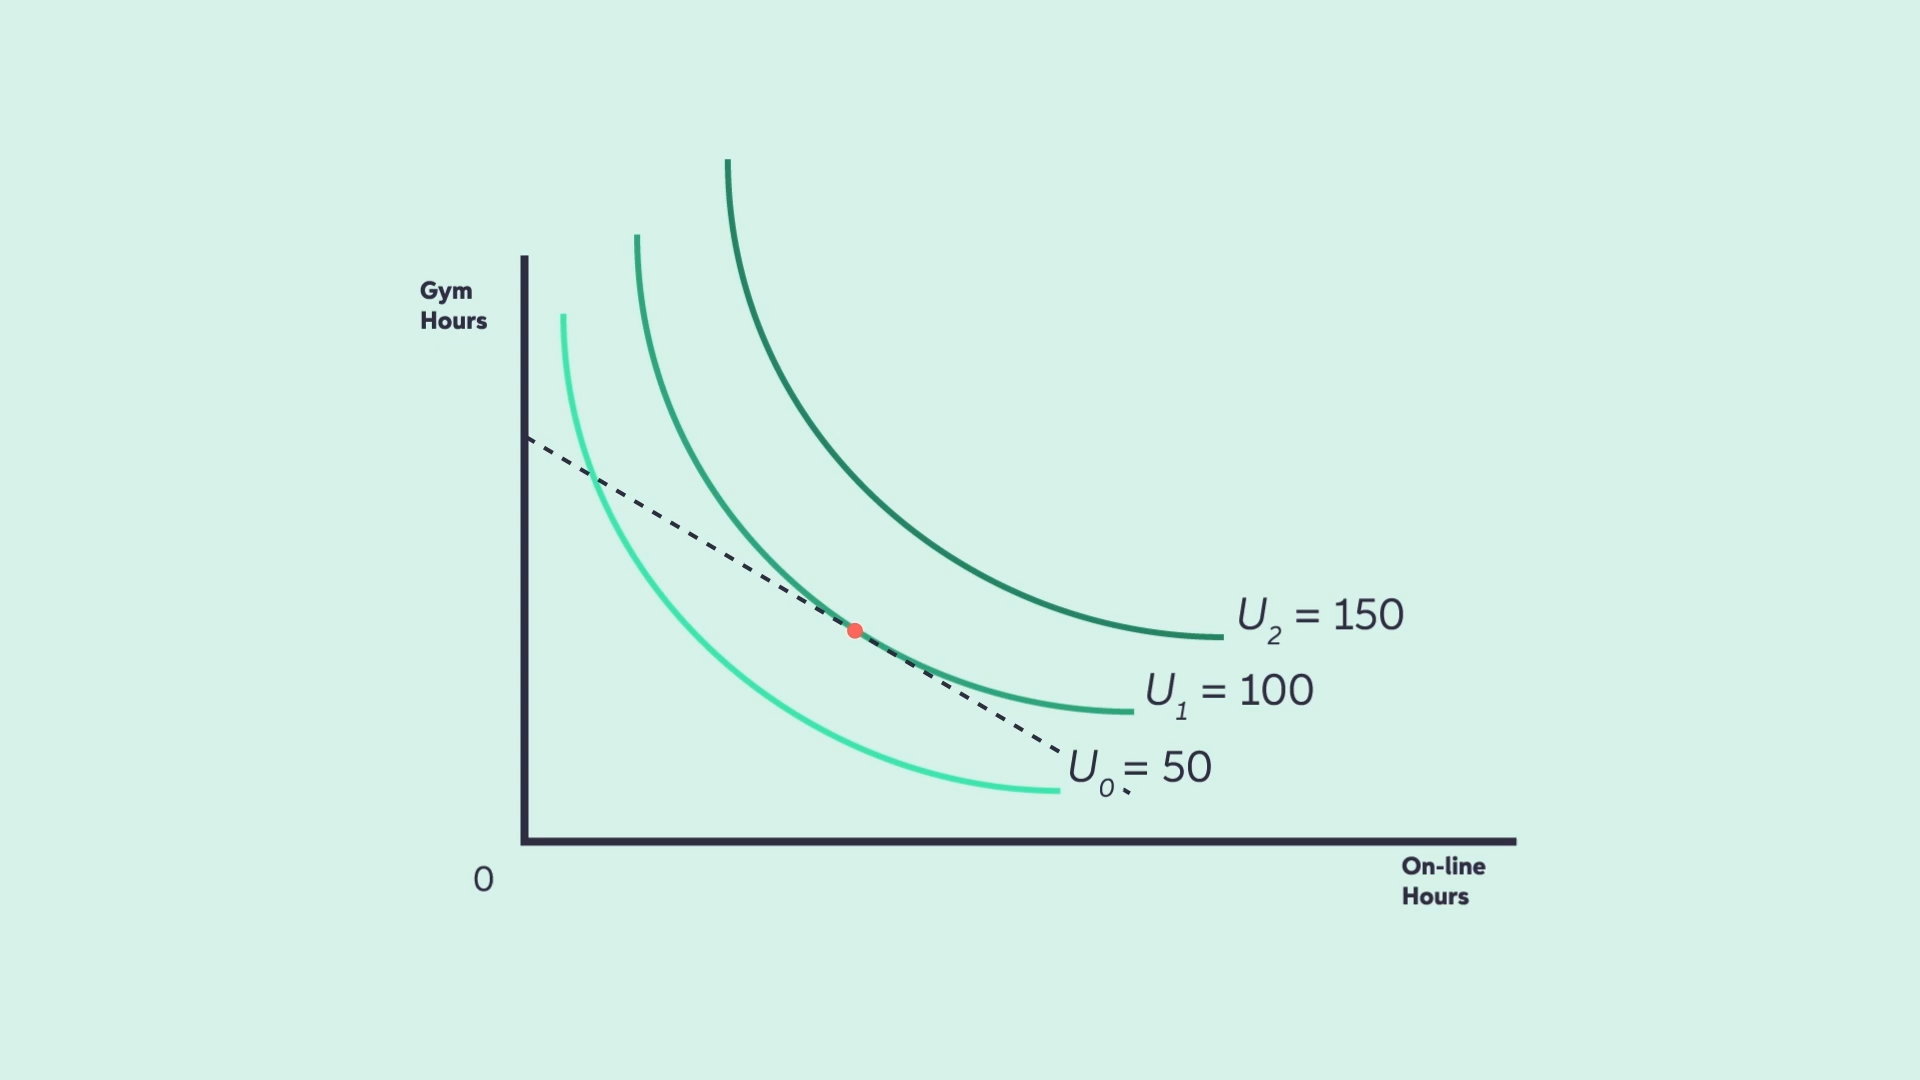 Gym
Hours
U₂ = 150
U₁ = 100
U₀ = 50
0
On-line
Hours